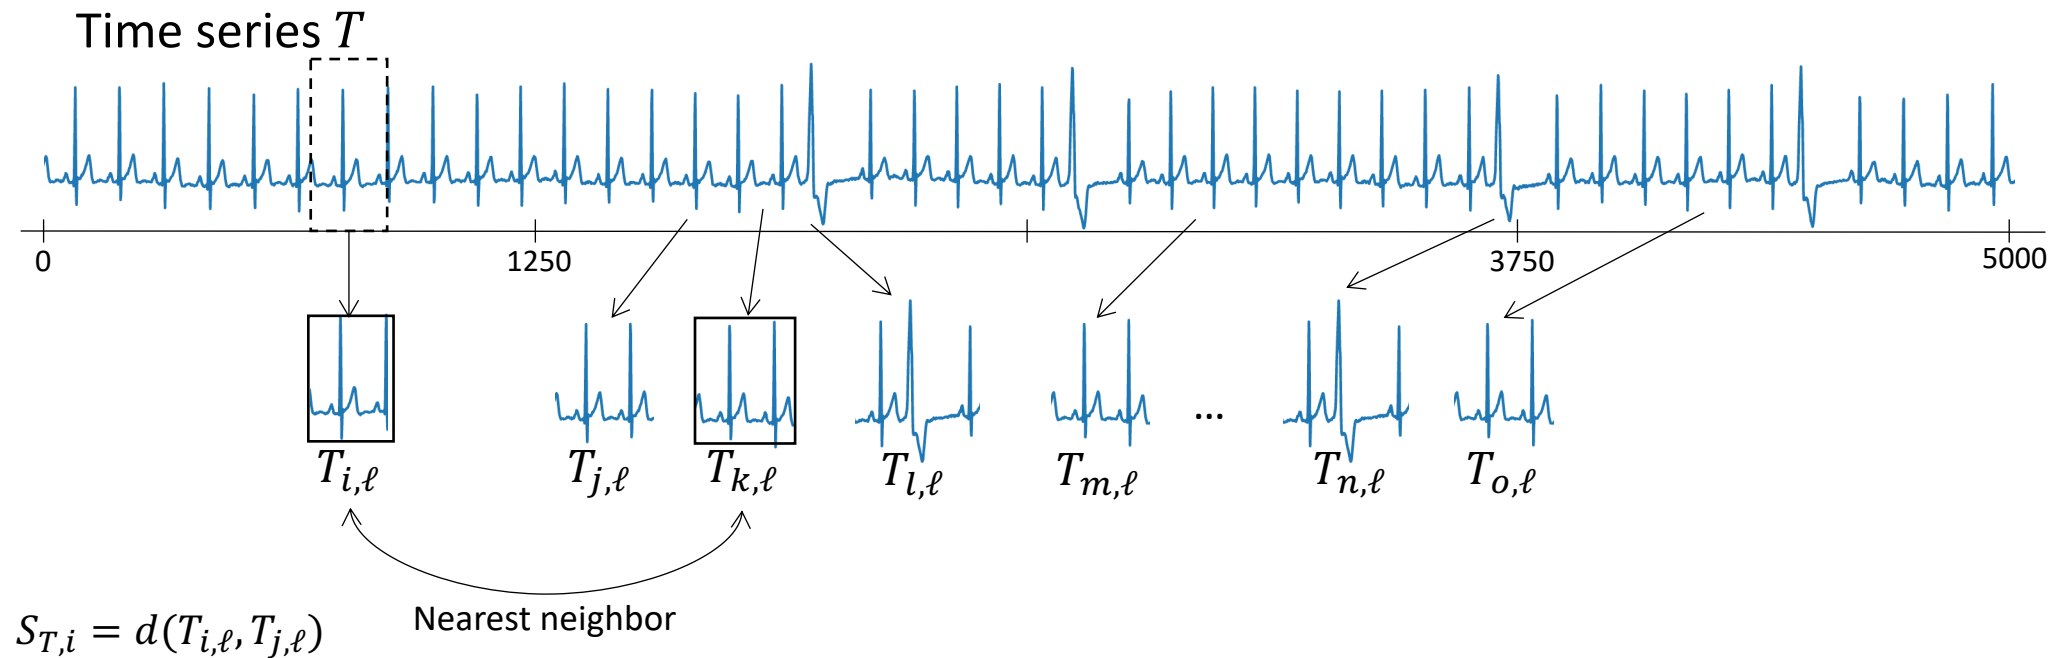 Time series T
0 1250 3750 5000
T_{i,ℓ} T_{j,ℓ} T_{k,ℓ} T_{l,ℓ} T_{m,ℓ} ... T_{n,ℓ} T_{o,ℓ}
Nearest neighbor
S_{T,i} = d(T_{i,ℓ}, T_{j,ℓ})